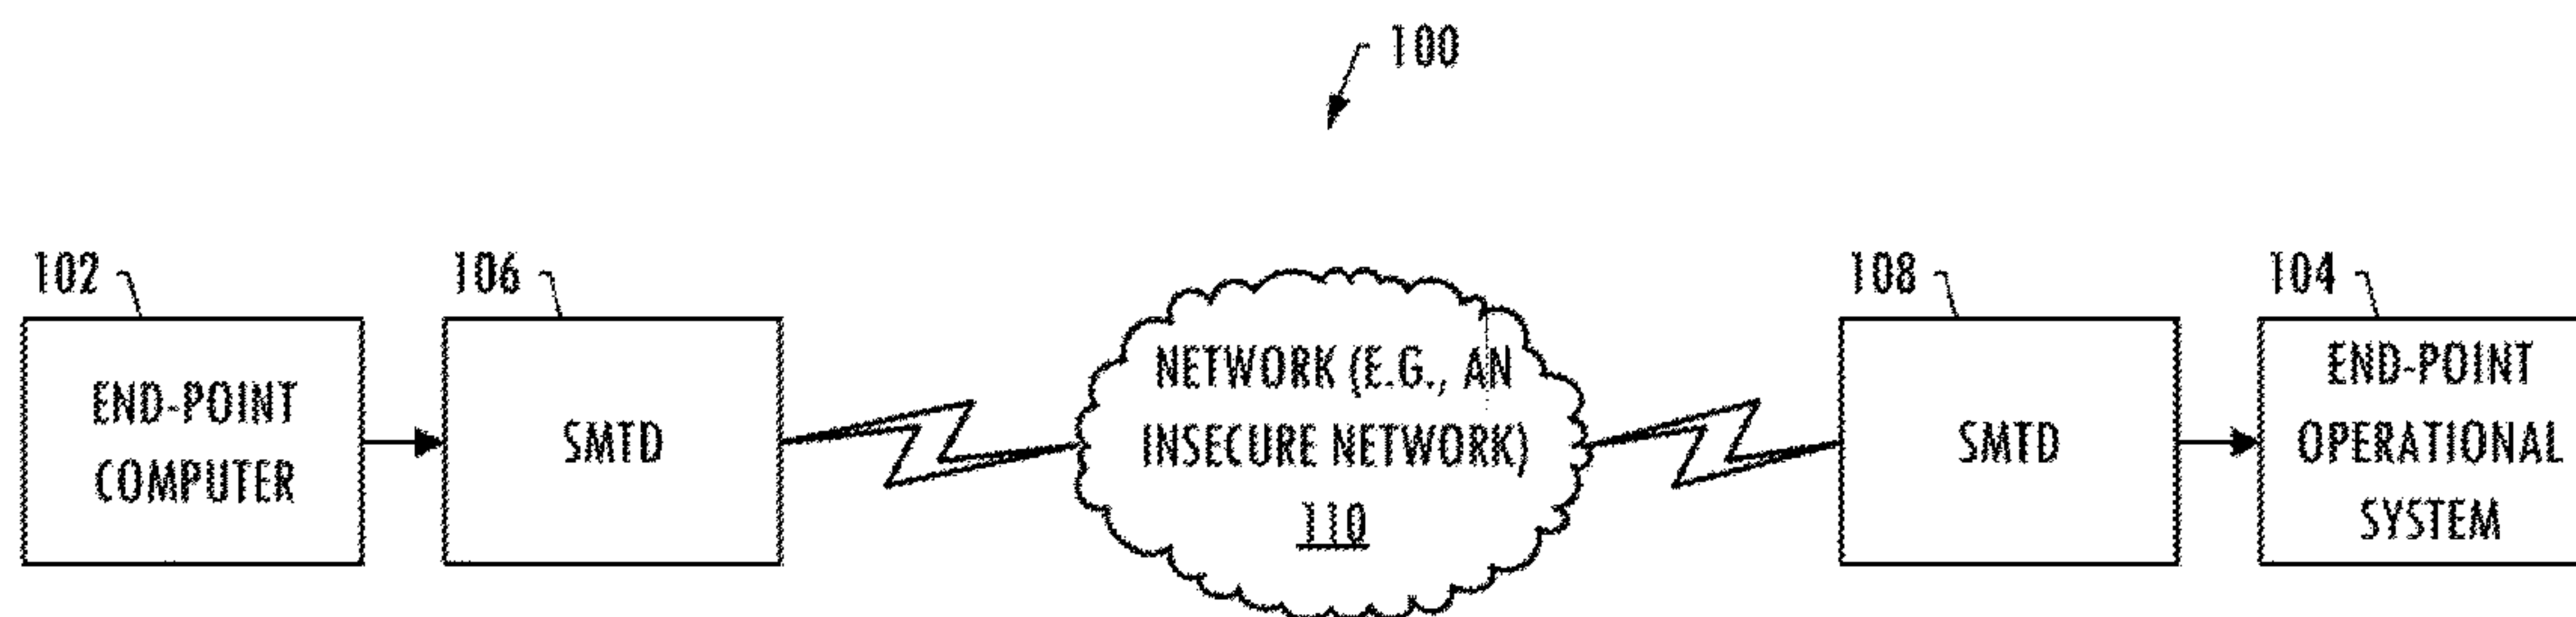 100
102
106
108
104
END-POINT
COMPUTER
SMTD
NETWORK (E.G., AN
INSECURE NETWORK)
110
SMTD
END-POINT
OPERATIONAL
SYSTEM